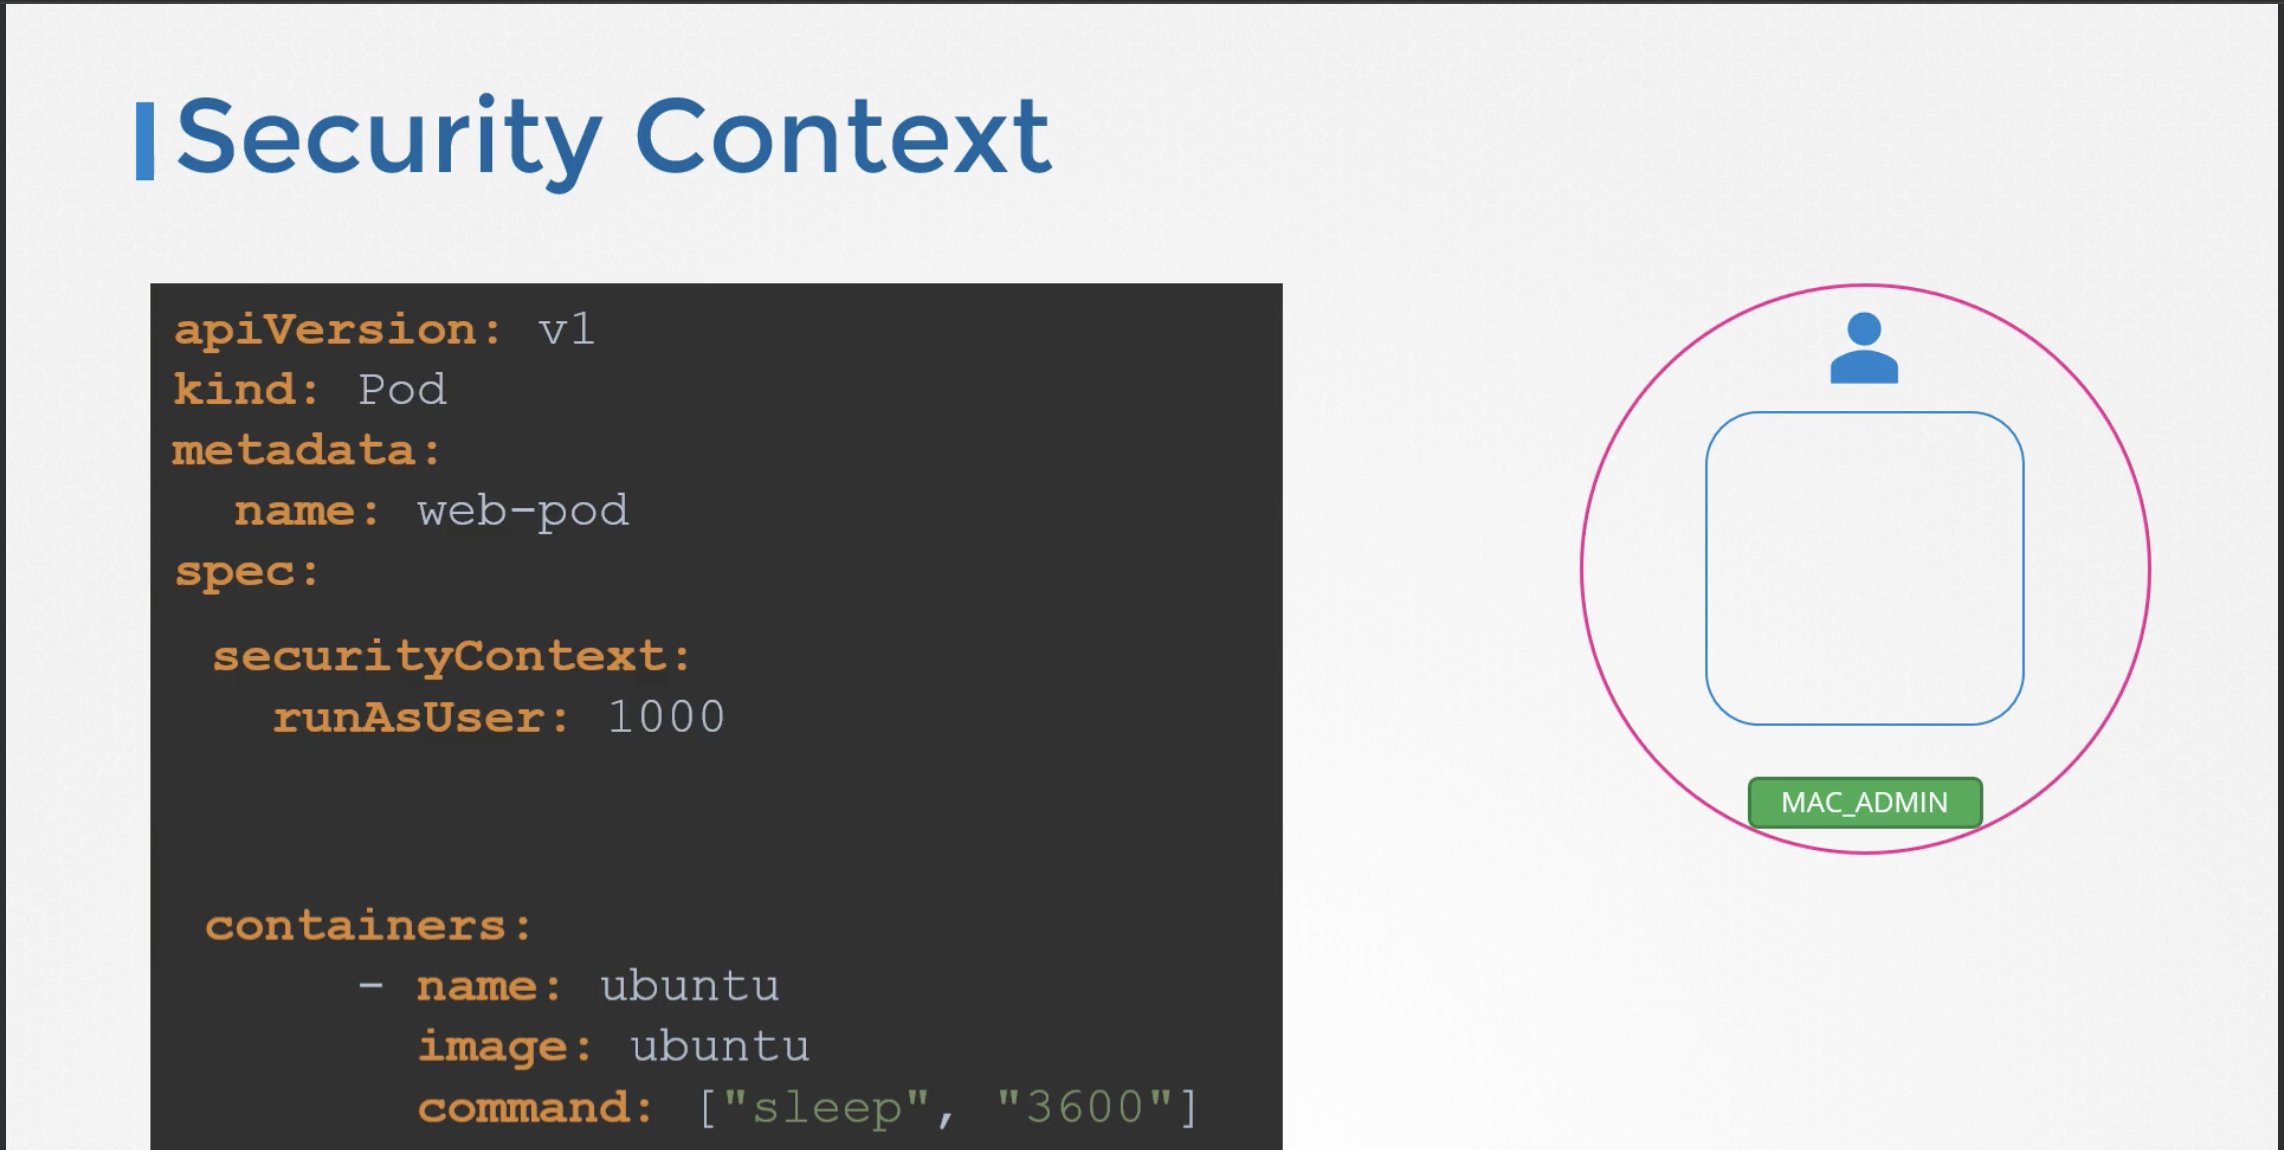 Security Context
apiVersion: v1
kind: Pod
metadata:
  name: web-pod
spec:
  securityContext:
    runAsUser: 1000
  containers:
      - name: ubuntu
        image: ubuntu
        command: ["sleep", "3600"]
MAC_ADMIN